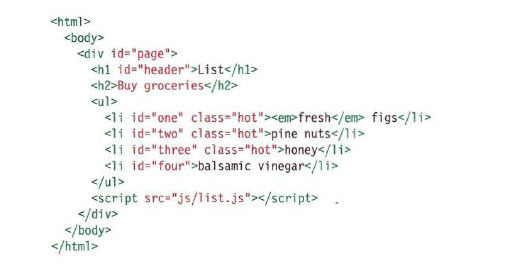 <html>
<body>
<div id="page">
<h1 id="header">List</h1>
<h2>Buy groceries</h2>
<ul>
<li id="one" class="hot"><em>fresh</em> figs</li>
<li id="two" class="hot">pine nuts</li>
<li id="three" class="hot">honey</li>
<li id="four">balsamic vinegar</li>
</ul>
<script src="js/list.js"></script>
</div>
</body>
</html>